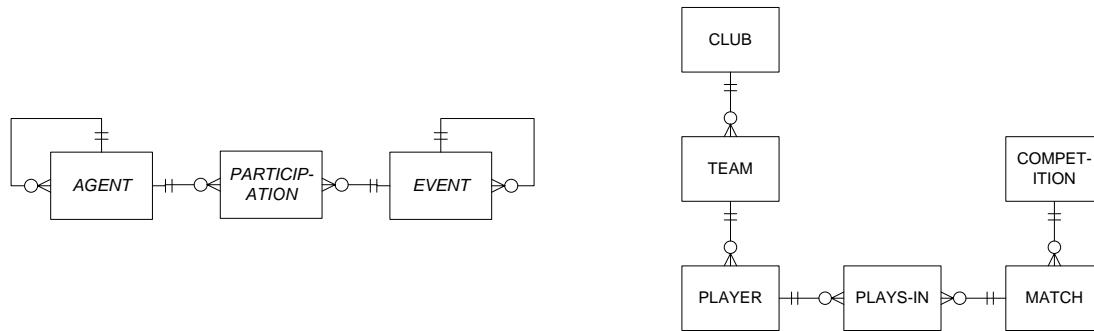 AGENT
PARTICIP-
ATION
EVENT
CLUB
TEAM
COMPET-
ITION
PLAYER
PLAYS-IN
MATCH